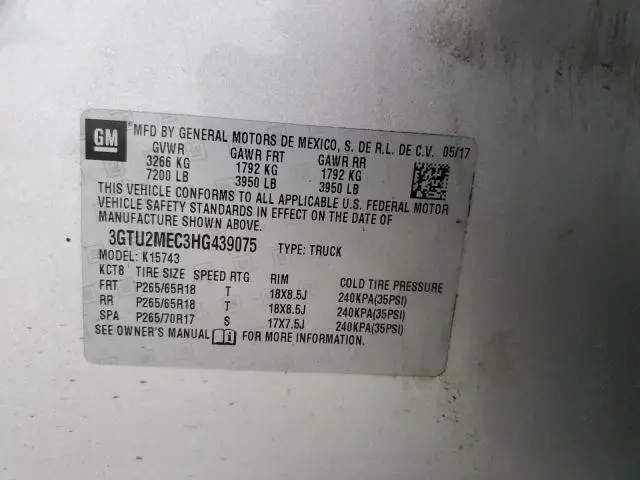 GM MFD BY GENERAL MOTORS DE MEXICO, S. DE R.L. DE C.V. 05/17
GVWR GAWR FRT GAWR RR
3266 KG 1792 KG 1792 KG
7200 LB 3950 LB 3950 LB
THIS VEHICLE CONFORMS TO ALL APPLICABLE U.S. FEDERAL MOTOR
VEHICLE SAFETY STANDARDS IN EFFECT ON THE DATE OF
MANUFACTURE SHOWN ABOVE.
3GTU2MEC3HG439075 TYPE: TRUCK
MODEL: K15743
KCT8 TIRE SIZE SPEED RTG RIM COLD TIRE PRESSURE
FRT P265/65R18 T 18X8.5J 240KPA(35PSI)
RR P265/65R18 T 18X8.5J 240KPA(35PSI)
SPA P265/70R17 S 17X7.5J 240KPA(35PSI)
SEE OWNER'S MANUAL FOR MORE INFORMATION.